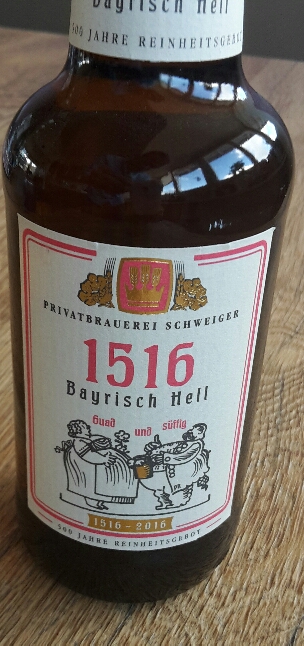 Bayrisch Hell
500 JAHRE REINHEITSGEBOT
PRIVATBRAUEREI SCHWEIGER
1516
Bayrisch Hell
Guad und süffig
1516 - 2016
500 JAHRE REINHEITSGEBOT